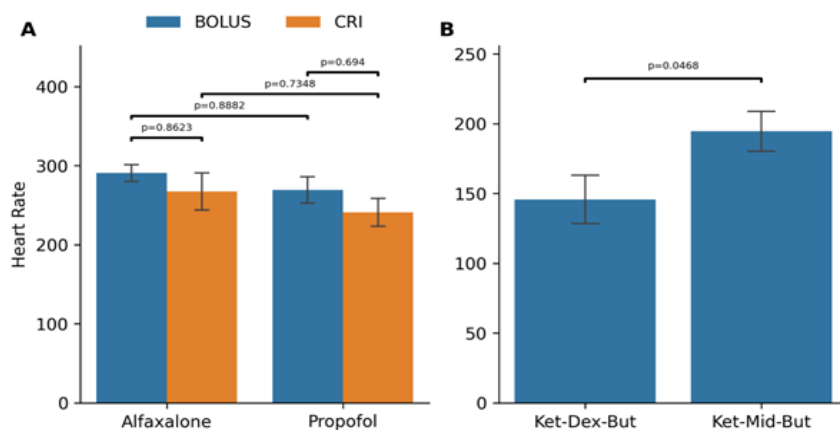 A
BOLUS CRI
p=0.694
p=0.7348
p=0.8882
p=0.8623
Heart Rate
400
300
200
100
0
Alfaxalone Propofol
B
p=0.0468
250
200
150
100
50
0
Ket-Dex-But Ket-Mid-But